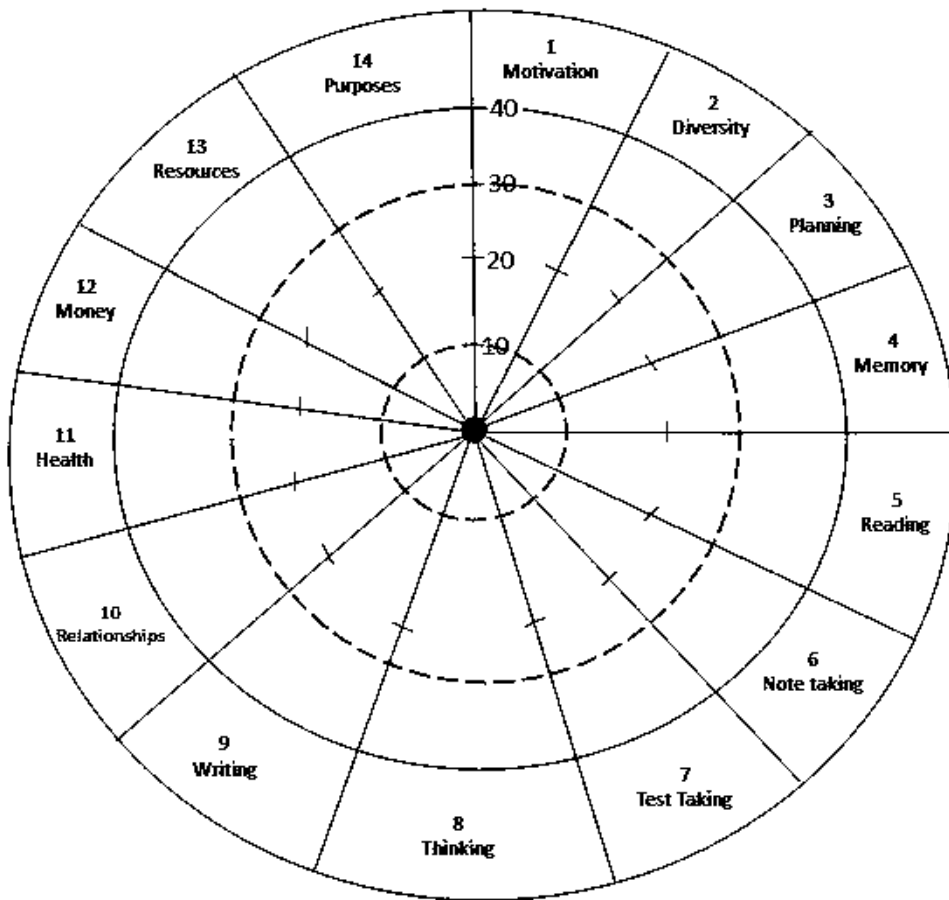 1
Motivation
2
Diversity
3
Planning
4
Memory
5
Reading
6
Note taking
7
Test Taking
8
Thinking
9
Writing
10
Relationships
11
Health
12
Money
13
Resources
14
Purposes
40
30
20
10